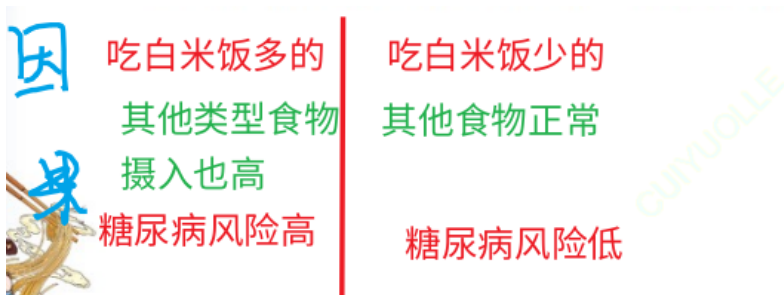 因果
吃白米饭多的
其他类型食物
摄入也高
糖尿病风险高
吃白米饭少的
其他食物正常
糖尿病风险低
CUIYUOLLE